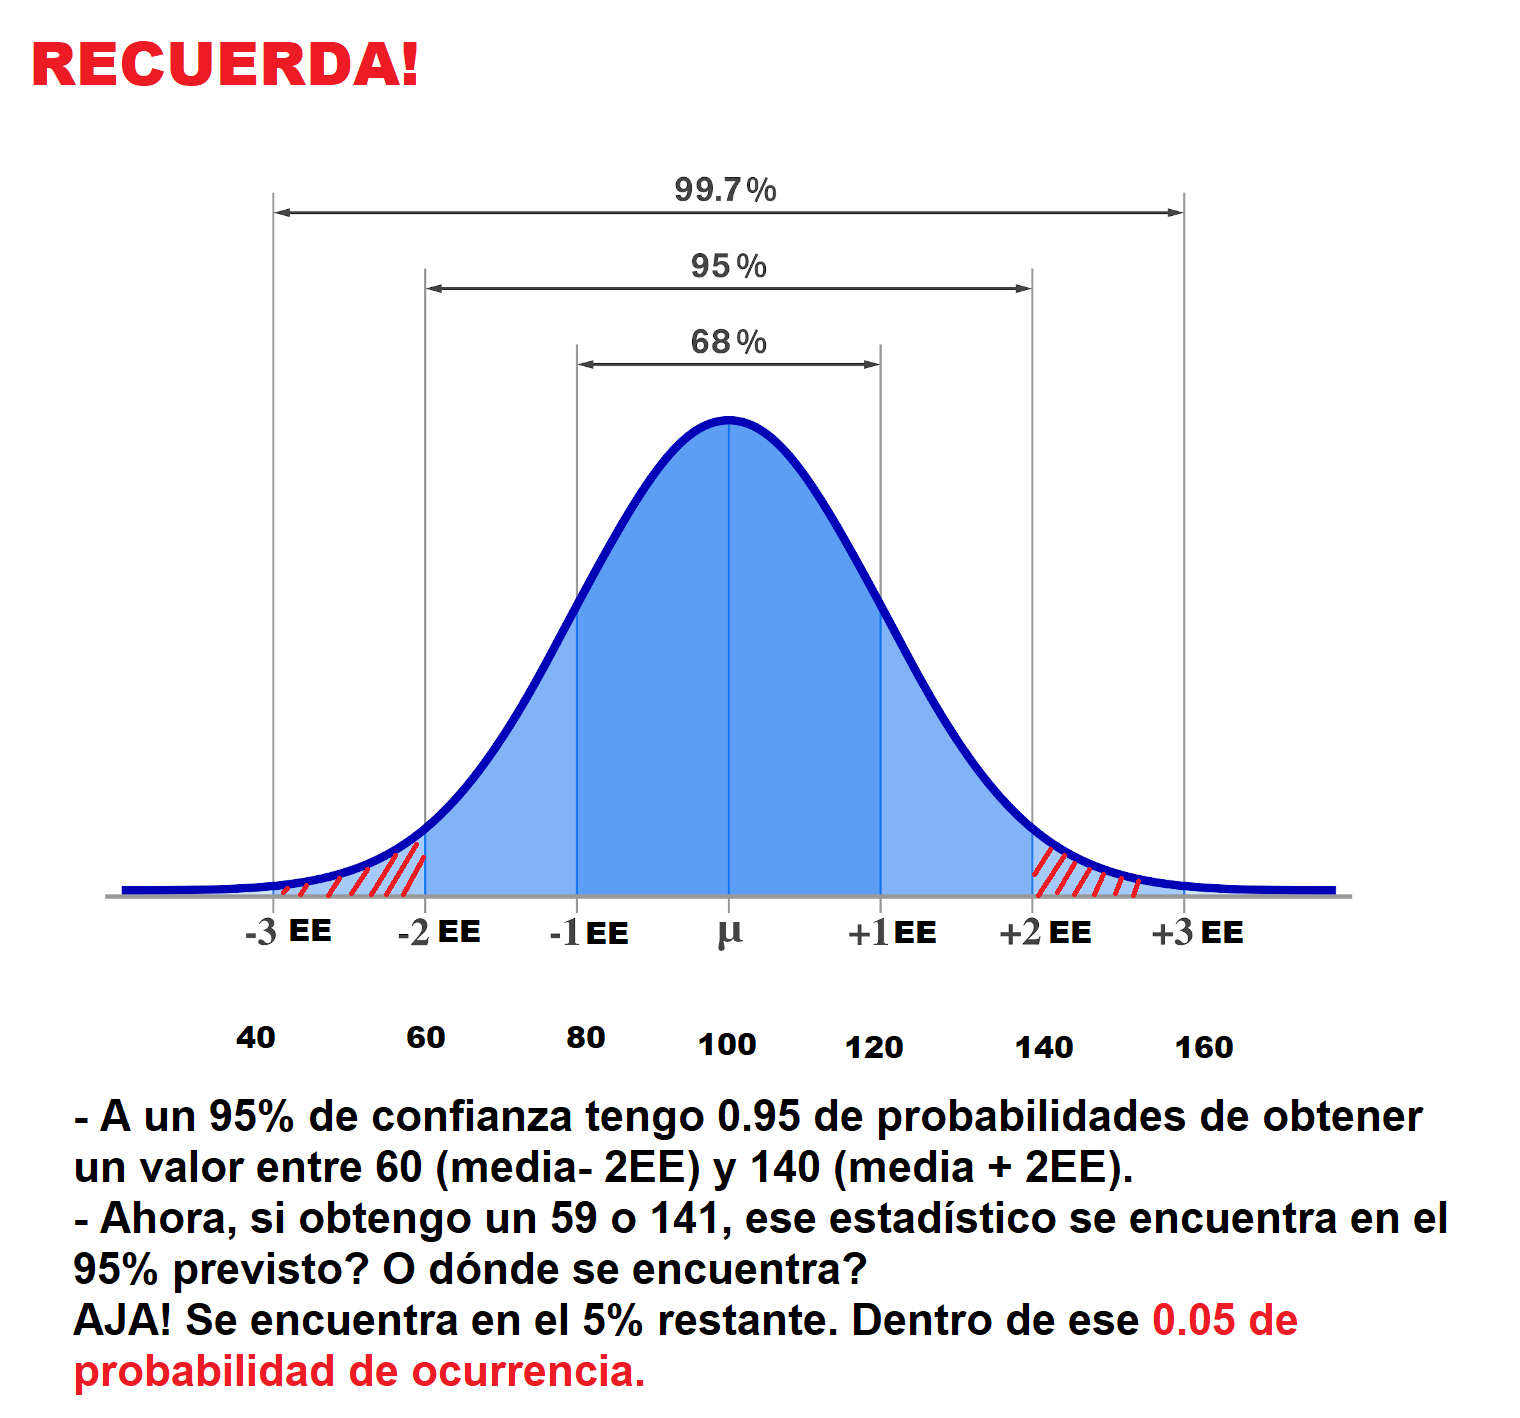 RECUERDA!
99.7%
95%
68%
-3 EE -2 EE -1 EE μ +1 EE +2 EE +3 EE
40 60 80 100 120 140 160
- A un 95% de confianza tengo 0.95 de probabilidades de obtener
un valor entre 60 (media- 2EE) y 140 (media + 2EE).
- Ahora, si obtengo un 59 o 141, ese estadístico se encuentra en el
95% previsto? O dónde se encuentra?
AJA! Se encuentra en el 5% restante. Dentro de ese 0.05 de
probabilidad de ocurrencia.